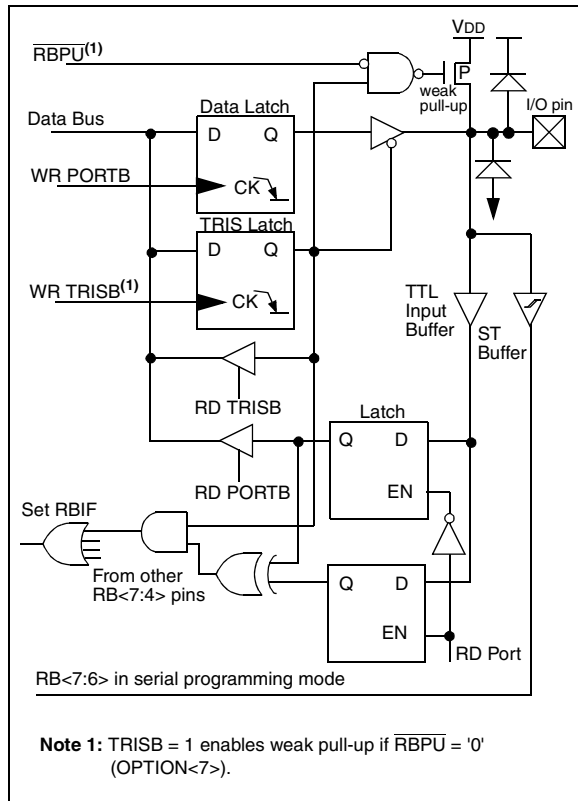 VDD
RBPU(1)
P
weak
pull-up
I/O pin
Data Latch
Data Bus
D Q
WR PORTB
CK
TRIS Latch
D Q
WR TRISB(1)
CK
TTL
Input
Buffer
ST
Buffer
RD TRISB
Latch
Q D
RD PORTB
EN
Set RBIF
From other
RB<7:4> pins
Q D
EN
RD Port
RB<7:6> in serial programming mode
Note 1: TRISB = 1 enables weak pull-up if RBPU = '0'
(OPTION<7>).